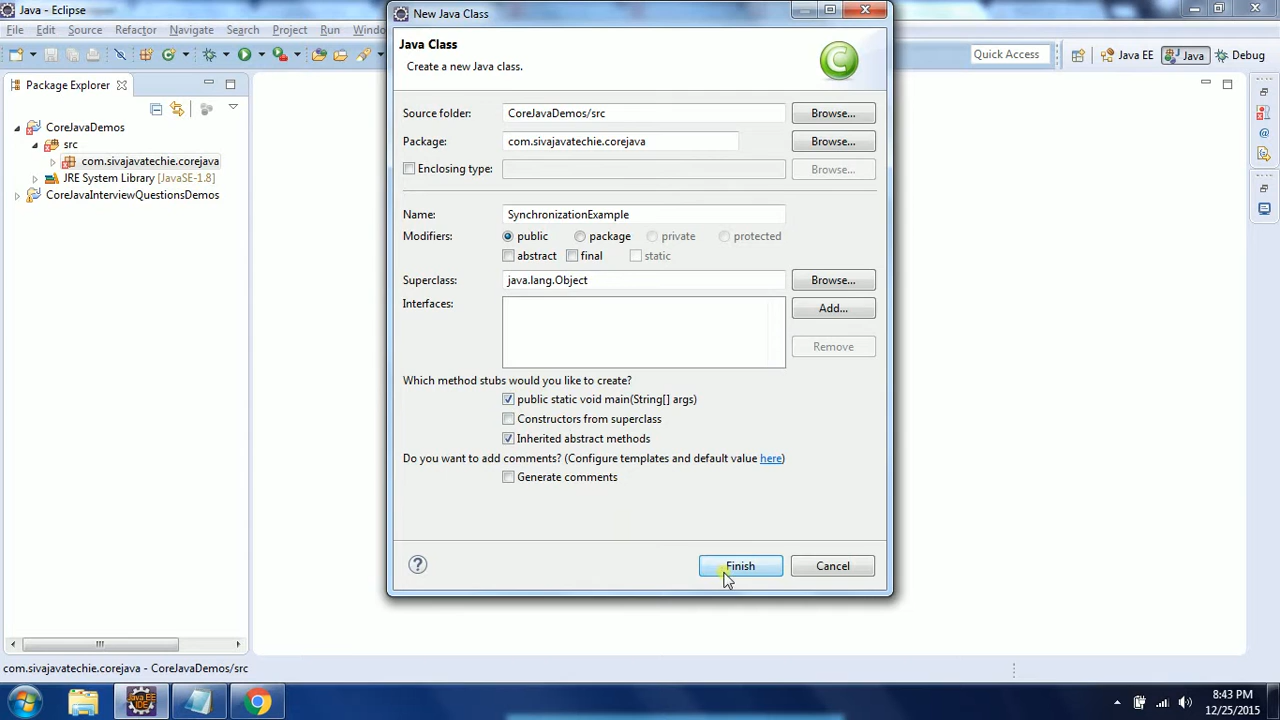 Java - Eclipse
File Edit Source Refactor Navigate Search Project Run Windo
Quick Access
Java EE
Java
Debug
Package Explorer
CoreJavaDemos
src
com.sivajavatechie.corejava
JRE System Library [JavaSE-1.8]
CoreJavaInterviewQuestionsDemos
New Java Class
Java Class
Create a new Java class.
C
Source folder: CoreJavaDemos/src Browse...
Package: com.sivajavatechie.corejava Browse...
Enclosing type: Browse...
Name: SynchronizationExample
Modifiers: public package private protected
abstract final static
Superclass: java.lang.Object Browse...
Interfaces: Add...
Remove
Which method stubs would you like to create?
public static void main(String[] args)
Constructors from superclass
Inherited abstract methods
Do you want to add comments? (Configure templates and default value here)
Generate comments
? Finish Cancel
com.sivajavatechie.corejava - CoreJavaDemos/src
Java EE
IDE
8:43 PM
12/25/2015